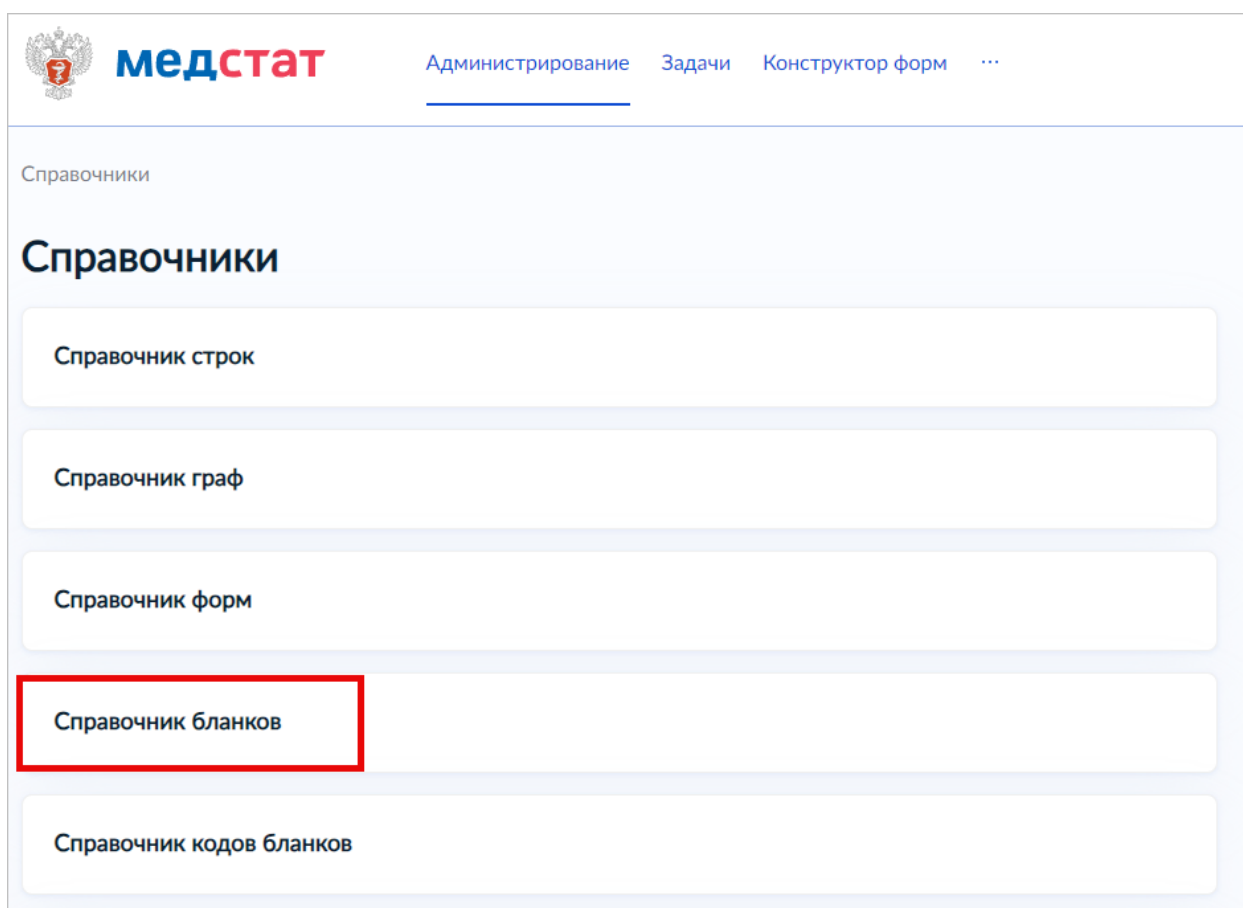 медстат
Администрирование Задачи Конструктор форм ...
Справочники
Справочники
Справочник строк
Справочник граф
Справочник форм
Справочник бланков
Справочник кодов бланков